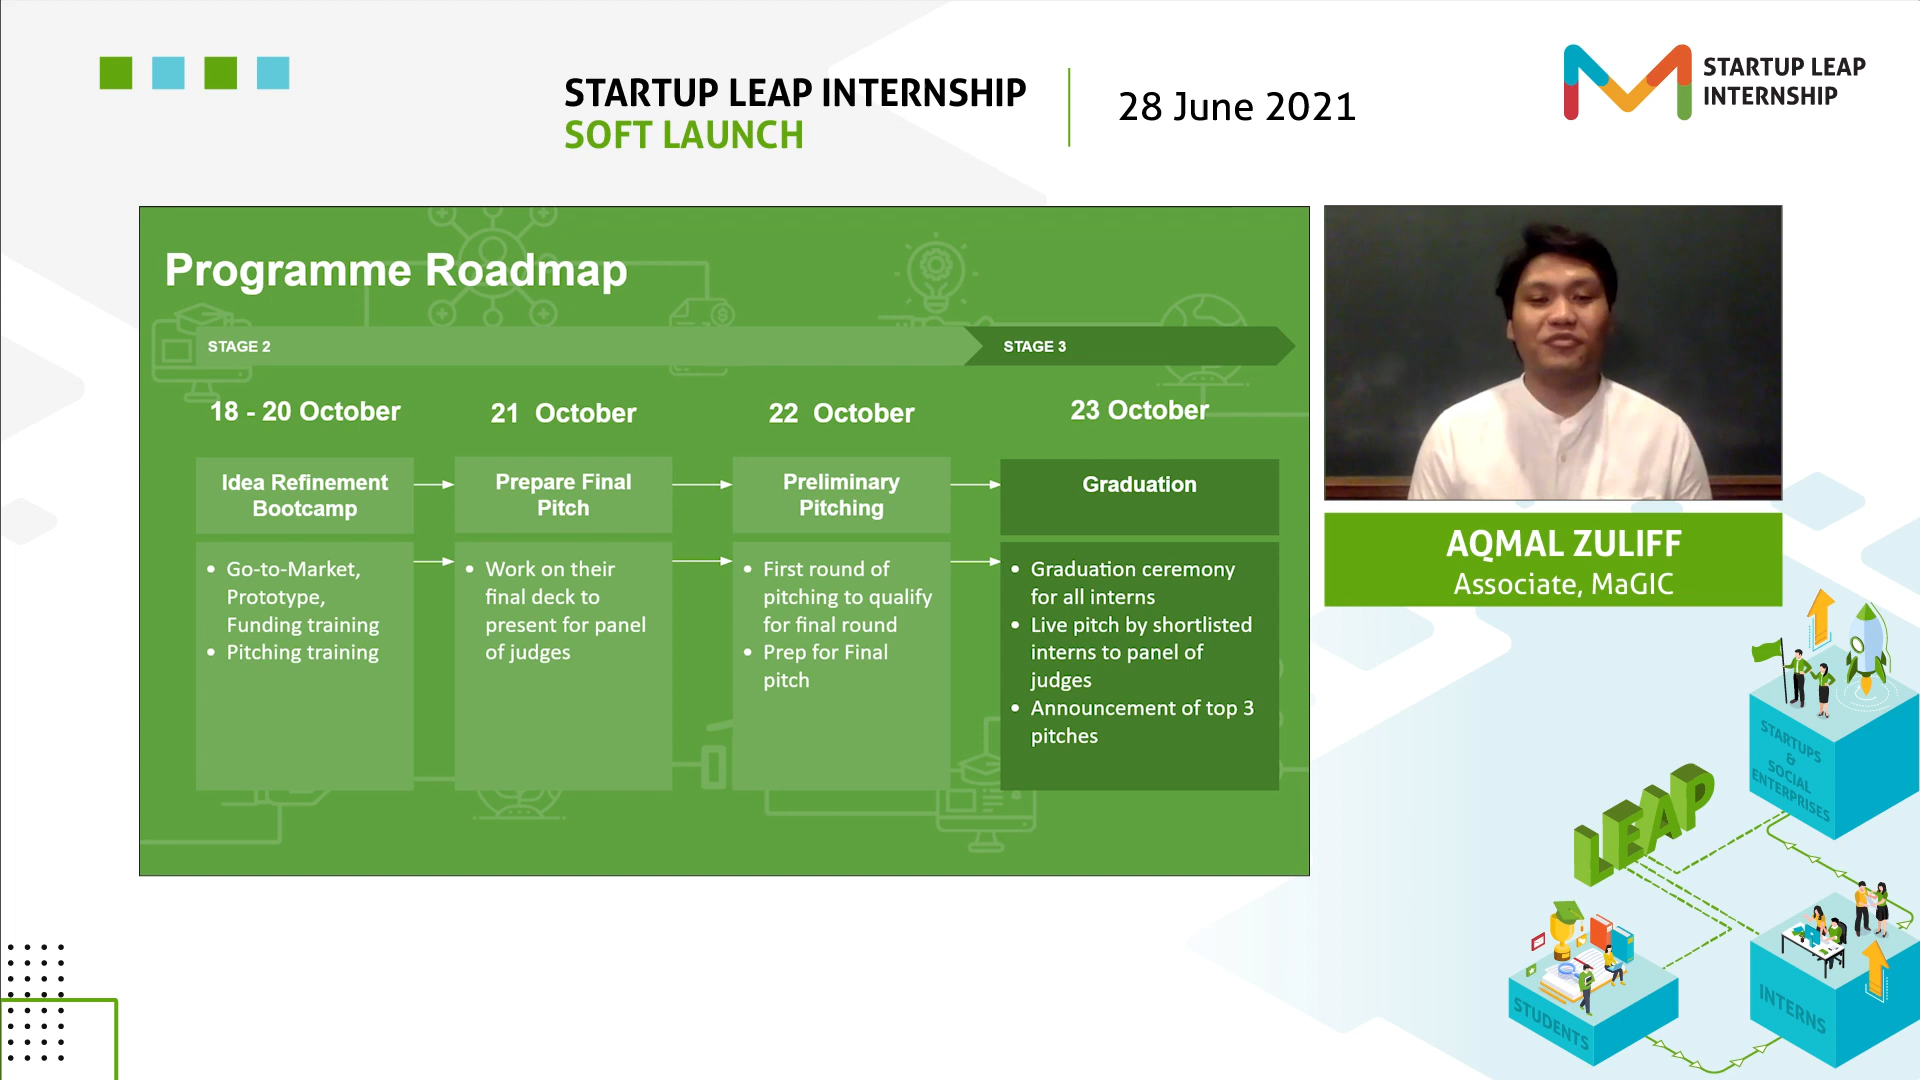 STARTUP LEAP INTERNSHIP
SOFT LAUNCH
28 June 2021
STARTUP LEAP
INTERNSHIP
Programme Roadmap
STAGE 2
STAGE 3
18 - 20 October
21 October
22 October
23 October
Idea Refinement
Bootcamp
Prepare Final
Pitch
Preliminary
Pitching
Graduation
• Go-to-Market,
Prototype,
Funding training
• Pitching training
• Work on their
final deck to
present for panel
of judges
• First round of
pitching to qualify
for final round
• Prep for Final
pitch
• Graduation ceremony
for all interns
• Live pitch by shortlisted
interns to panel of
judges
• Announcement of top 3
pitches
AQMAL ZULIFF
Associate, MaGIC
STARTUPS
&
SOCIAL
ENTERPRISES
LEAP
STUDENTS
INTERNS